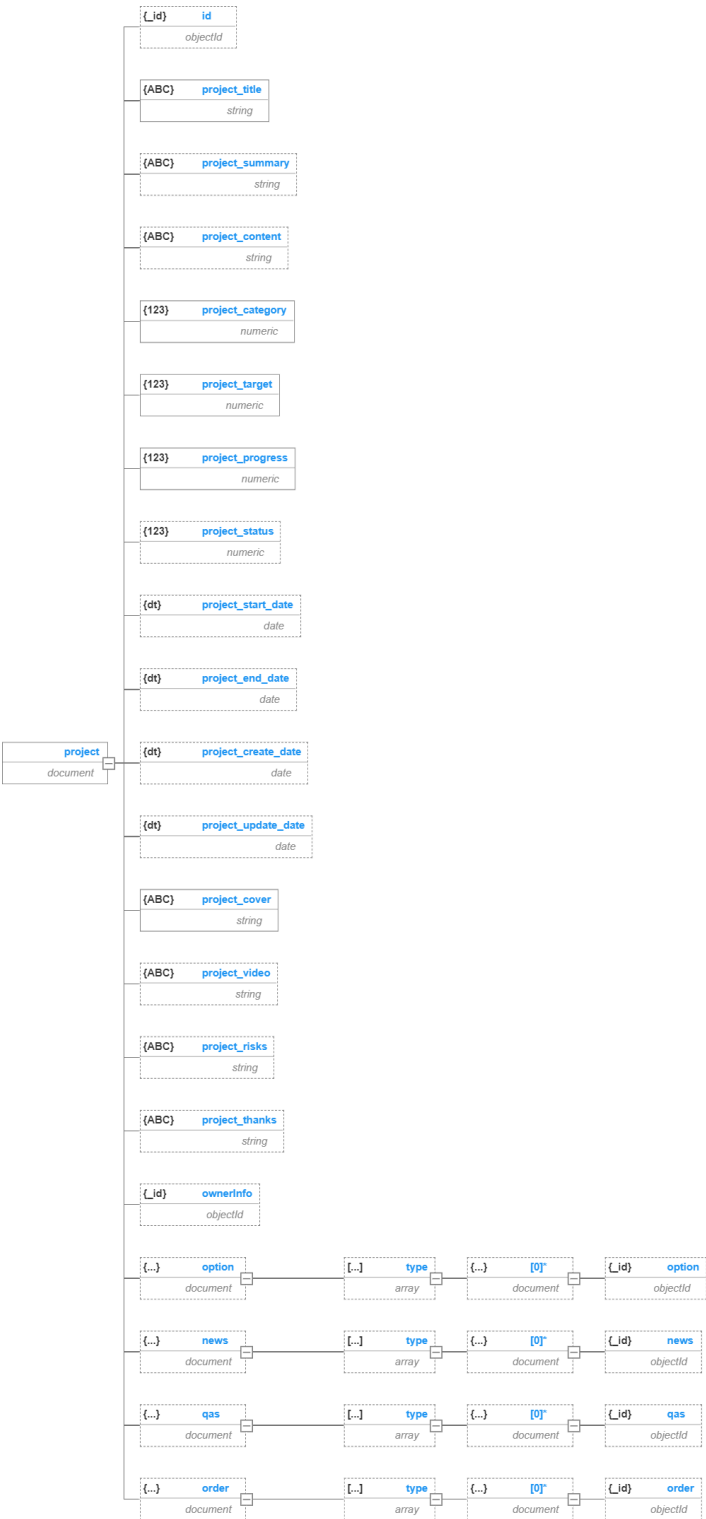 {_id} id
objectId
{ABC} project_title
string
{ABC} project_summary
string
{ABC} project_content
string
{123} project_category
numeric
{123} project_target
numeric
{123} project_progress
numeric
{123} project_status
numeric
{dt} project_start_date
date
{dt} project_end_date
date
project {dt} project_create_date
document date
{dt} project_update_date
date
{ABC} project_cover
string
{ABC} project_video
string
{ABC} project_risks
string
{ABC} project_thanks
string
{_id} ownerInfo
objectId
{...} option [...] type {...} [0]* {_id} option
document array document objectId
{...} news [...] type {...} [0]* {_id} news
document array document objectId
{...} qas [...] type {...} [0]* {_id} qas
document array document objectId
{...} order [...] type {...} [0]* {_id} order
document array document objectId